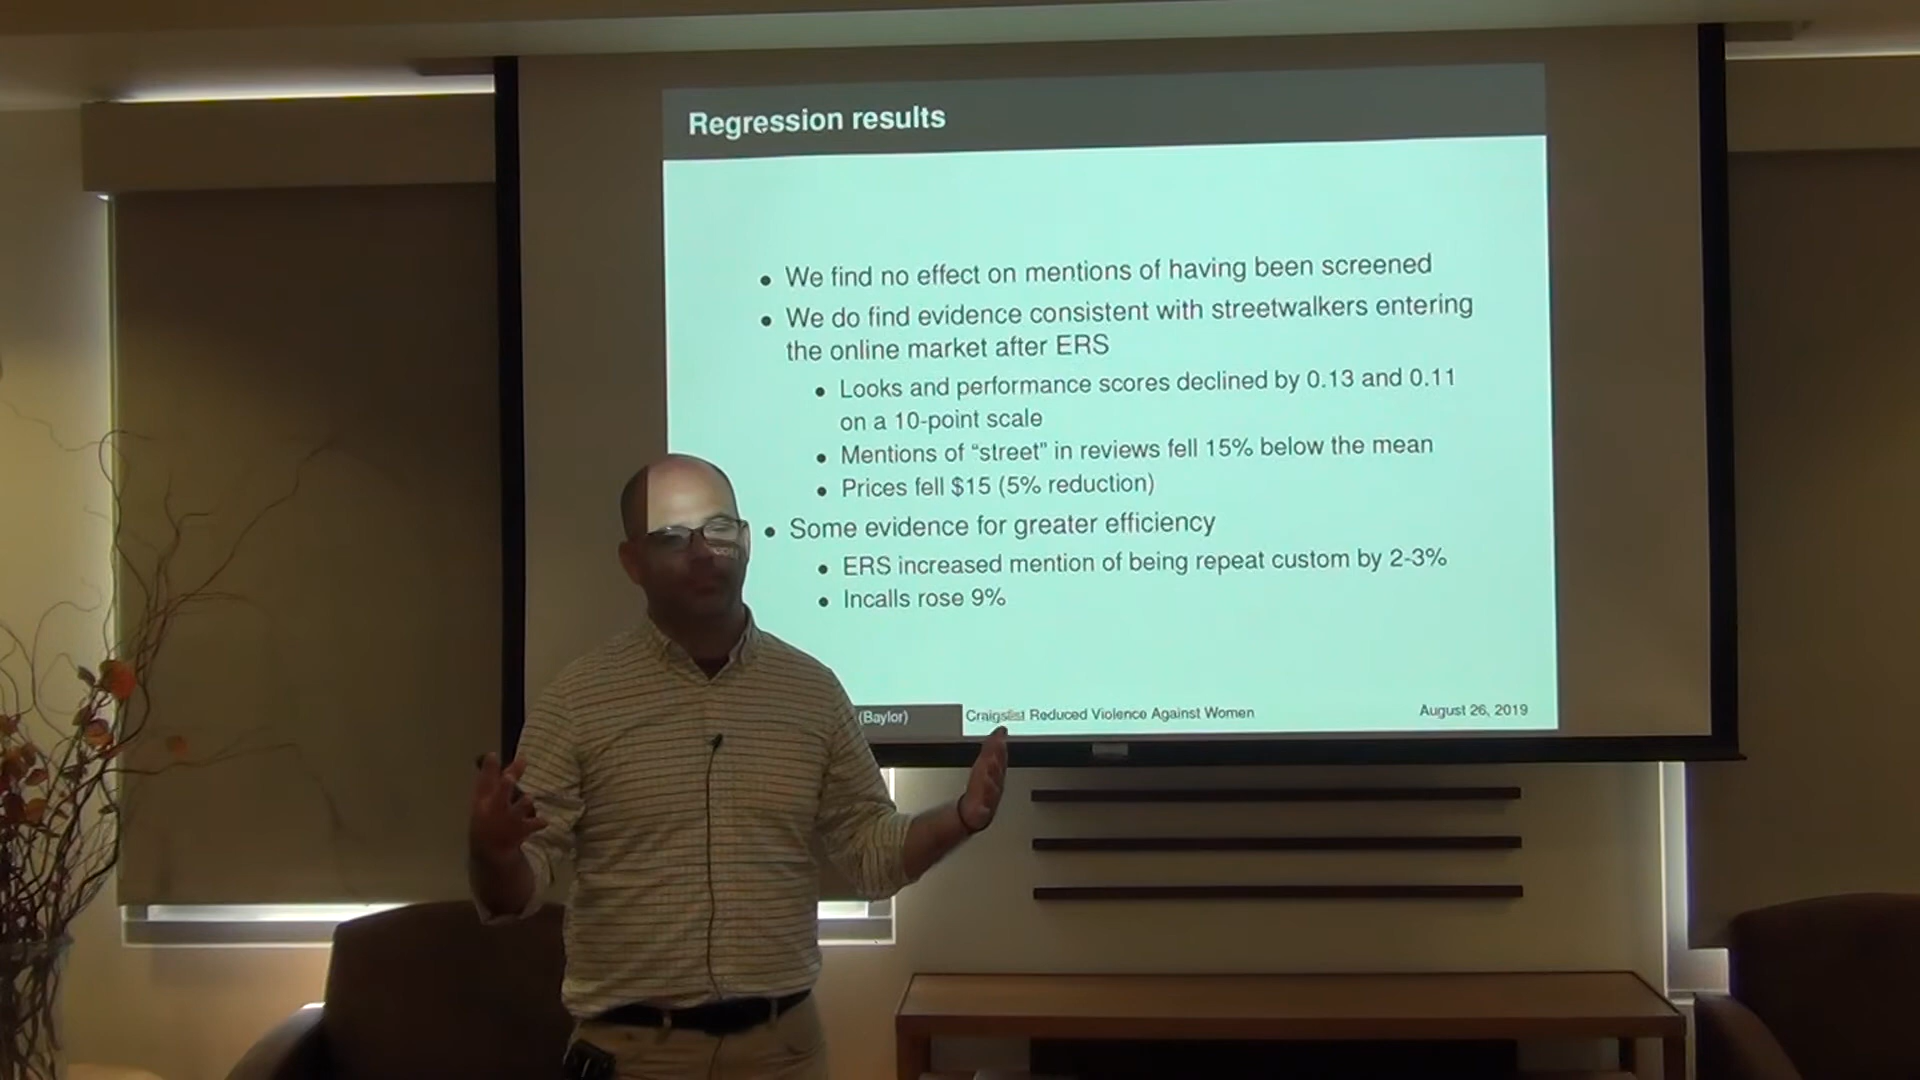 Regression results
• We find no effect on mentions of having been screened
• We do find evidence consistent with streetwalkers entering
the online market after ERS
• Looks and performance scores declined by 0.13 and 0.11
on a 10-point scale
• Mentions of “street” in reviews fell 15% below the mean
• Prices fell $15 (5% reduction)
• Some evidence for greater efficiency
• ERS increased mention of being repeat custom by 2-3%
• Incalls rose 9%
(Baylor) Craigslist Reduced Violence Against Women August 26, 2019